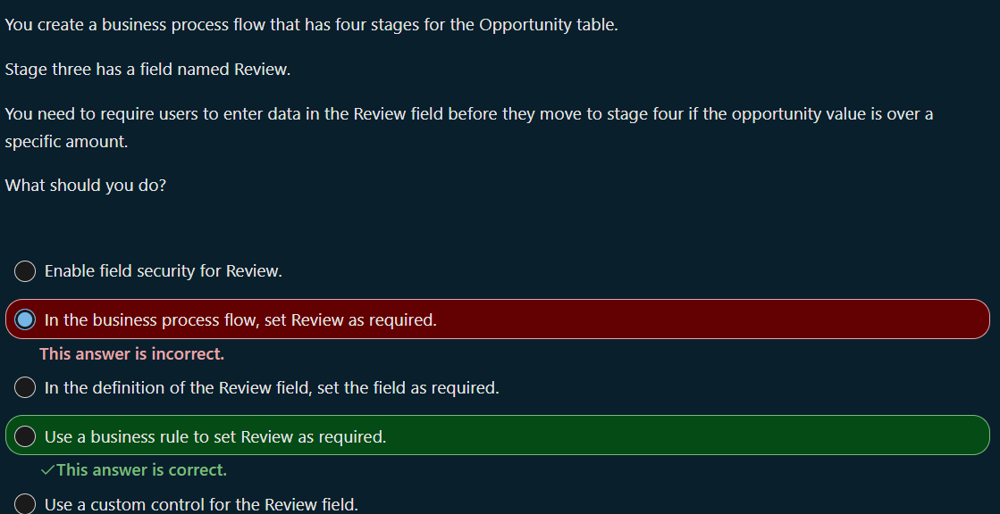 You create a business process flow that has four stages for the Opportunity table.
Stage three has a field named Review.
You need to require users to enter data in the Review field before they move to stage four if the opportunity value is over a
specific amount.
What should you do?
Enable field security for Review.
In the business process flow, set Review as required.
This answer is incorrect.
In the definition of the Review field, set the field as required.
Use a business rule to set Review as required.
✓This answer is correct.
Use a custom control for the Review field.